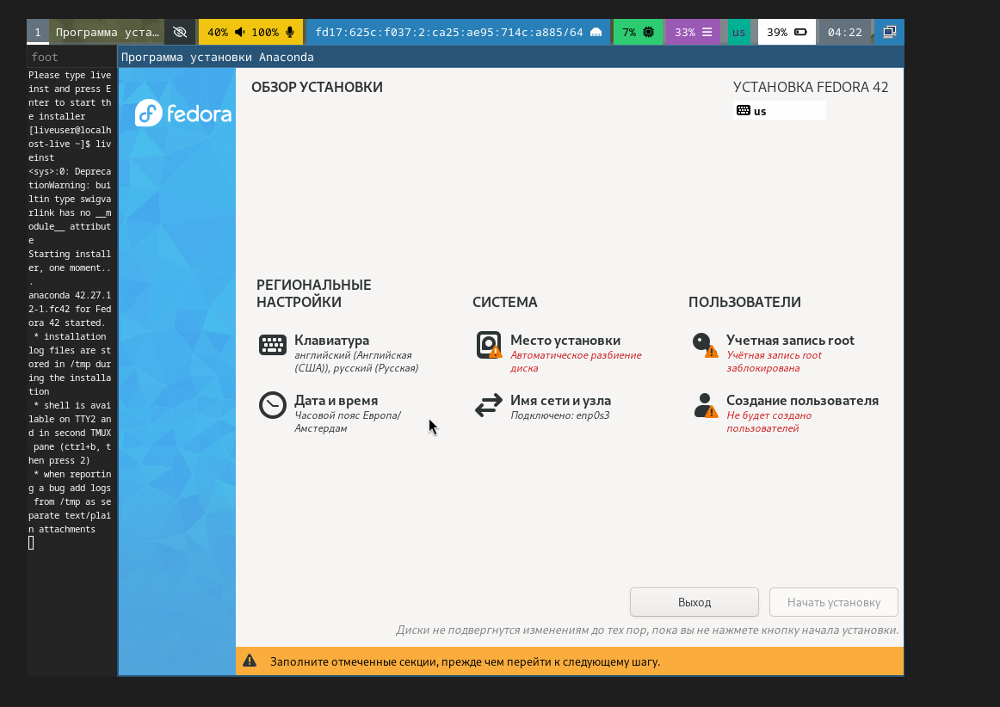 1 Программа уста… 40% 100% fd17:625c:f037:2:ca25:ae95:714c:a885/64 7% 33% us 39% 04:22
foot
Please type live
inst and press E
nter to start th
e installer
[liveuser@localh
ost-live ~]$ liv
einst
<sys>:0: Depreca
tionWarning: bui
ltin type swigva
rlink has no __m
odule__ attribut
e
Starting install
er, one moment..
.
anaconda 42.27.1
2-1.fc42 for Fed
ora 42 started.
 * installation
log files are st
ored in /tmp dur
ing the installa
tion
 * shell is avai
lable on TTY2 an
d in second TMUX
 pane (ctrl+b, t
hen press 2)
 * when reportin
g a bug add logs
 from /tmp as se
parate text/plai
n attachments
Программа установки Anaconda
fedora
ОБЗОР УСТАНОВКИ
УСТАНОВКА FEDORA 42
us
РЕГИОНАЛЬНЫЕ
НАСТРОЙКИ
Клавиатура
английский (Английская
(США)), русский (Русская)
Дата и время
Часовой пояс Европа/
Амстердам
СИСТЕМА
Место установки
Автоматическое разбиение
диска
Имя сети и узла
Подключено: enp0s3
ПОЛЬЗОВАТЕЛИ
Учетная запись root
Учётная запись root
заблокирована
Создание пользователя
Не будет создано
пользователей
Выход
Начать установку
Диски не подвергнутся изменениям до тех пор, пока вы не нажмете кнопку начала установки.
Заполните отмеченные секции, прежде чем перейти к следующему шагу.